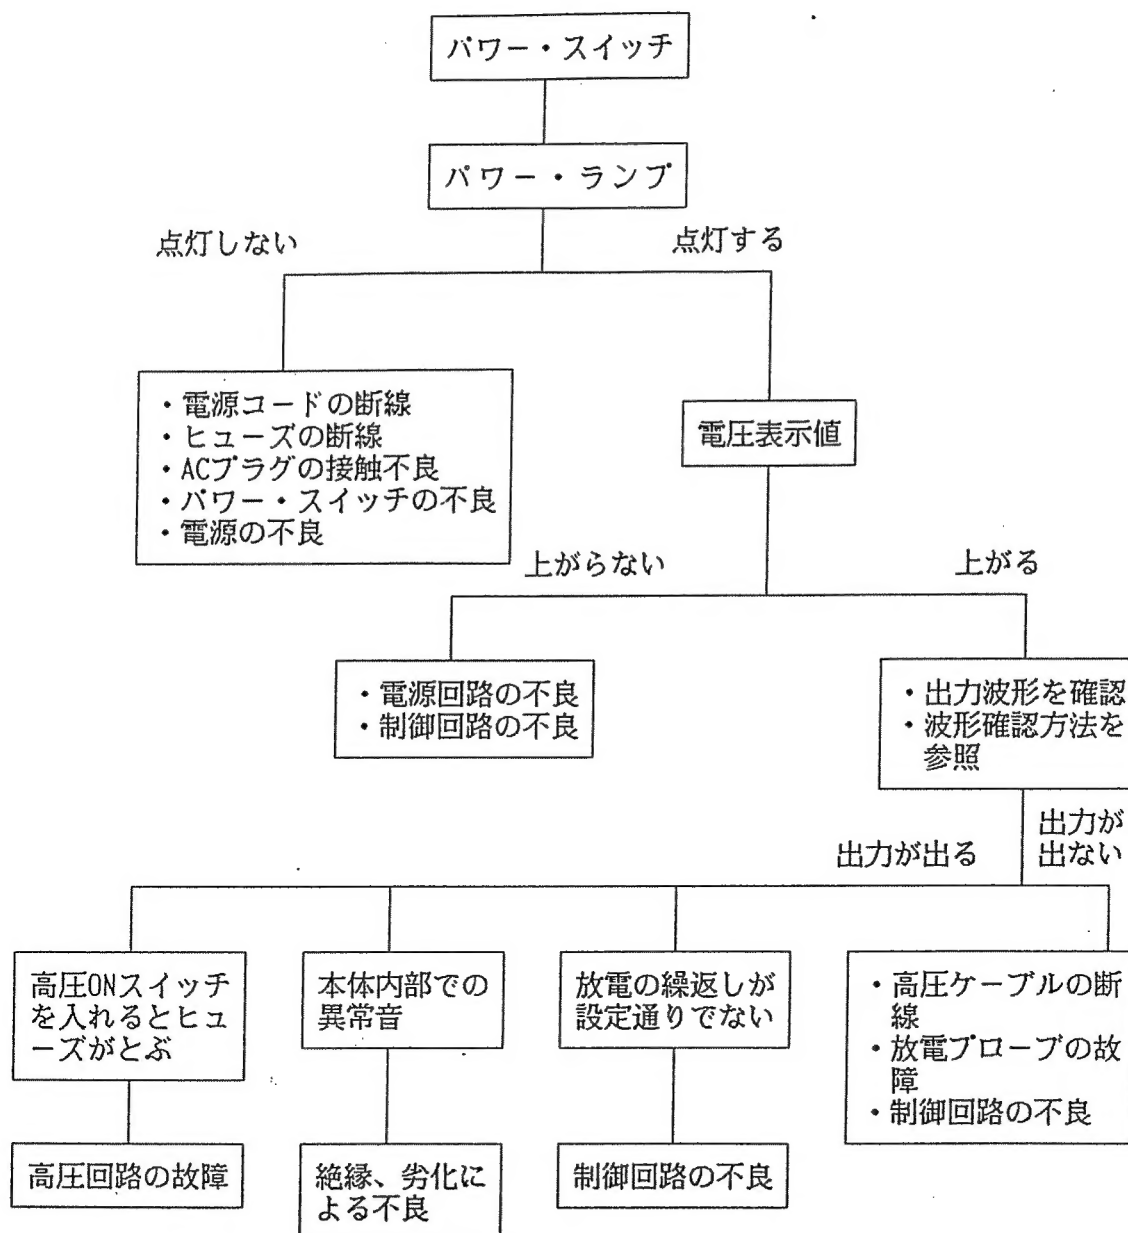 パワー・スイッチ
パワー・ランプ
点灯しない
点灯する
・電源コードの断線
・ヒューズの断線
・ACプラグの接触不良
・パワー・スイッチの不良
・電源の不良
電圧表示値
上がらない
上がる
・電源回路の不良
・制御回路の不良
・出力波形を確認
・波形確認方法を
参照
出力が出る
出力が
出ない
高圧ONスイッチ
を入れるとヒュ
ーズがとぶ
本体内部での
異常音
放電の繰返しが
設定通りでない
・高圧ケーブルの断
線
・放電プローブの故
障
・制御回路の不良
高圧回路の故障
絶縁、劣化に
よる不良
制御回路の不良